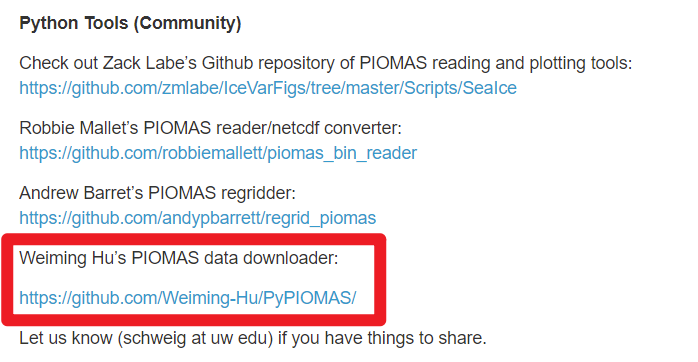 Python Tools (Community)
Check out Zack Labe's Github repository of PIOMAS reading and plotting tools:
https://github.com/zmlabe/IceVarFigs/tree/master/Scripts/SeaIce
Robbie Mallet's PIOMAS reader/netcdf converter:
https://github.com/robbiemallett/piomas_bin_reader
Andrew Barret's PIOMAS regridder:
https://github.com/andypbarrett/regrid_piomas
Weiming Hu's PIOMAS data downloader:
https://github.com/Weiming-Hu/PyPIOMAS/
Let us know (schweig at uw edu) if you have things to share.